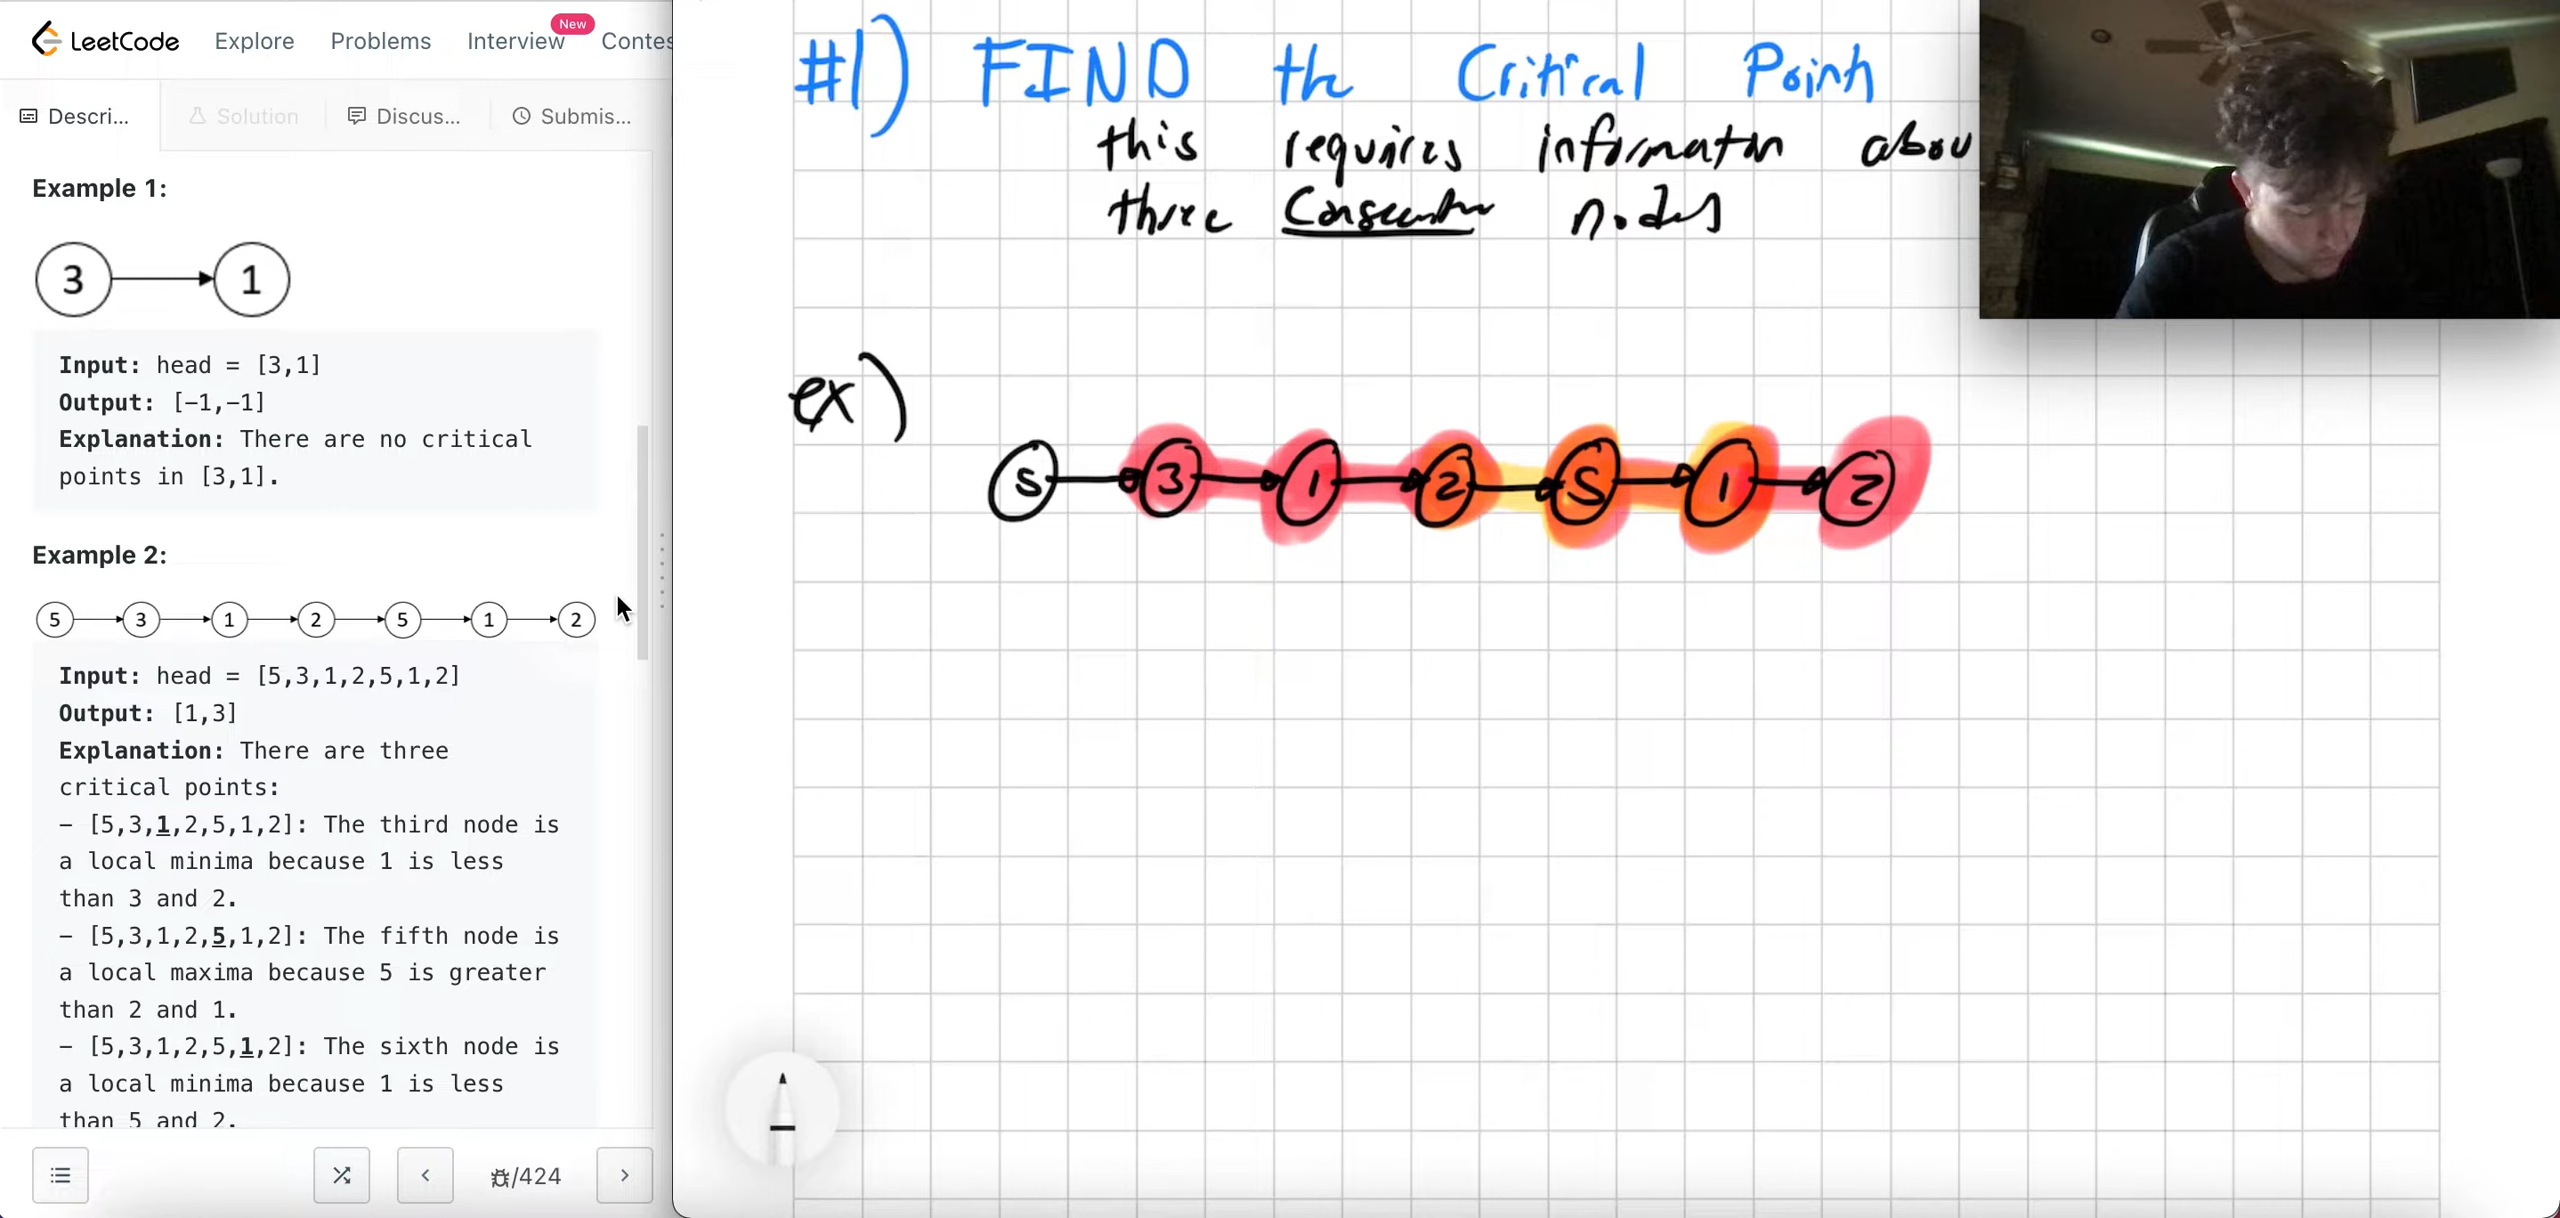 LeetCode Explore Problems Interview New Contes
Descri... Solution Discus... Submis...
Example 1:
3 1
Input: head = [3,1]
Output: [-1,-1]
Explanation: There are no critical
points in [3,1].
Example 2:
5 3 1 2 5 1 2
Input: head = [5,3,1,2,5,1,2]
Output: [1,3]
Explanation: There are three
critical points:
- [5,3,1,2,5,1,2]: The third node is
a local minima because 1 is less
than 3 and 2.
- [5,3,1,2,5,1,2]: The fifth node is
a local maxima because 5 is greater
than 2 and 1.
- [5,3,1,2,5,1,2]: The sixth node is
a local minima because 1 is less
than 5 and 2.
/424
#1) FIND the Critical Point
this requires information abou
three Consecutive nodes
ex)
5 3 1 2 5 1 2